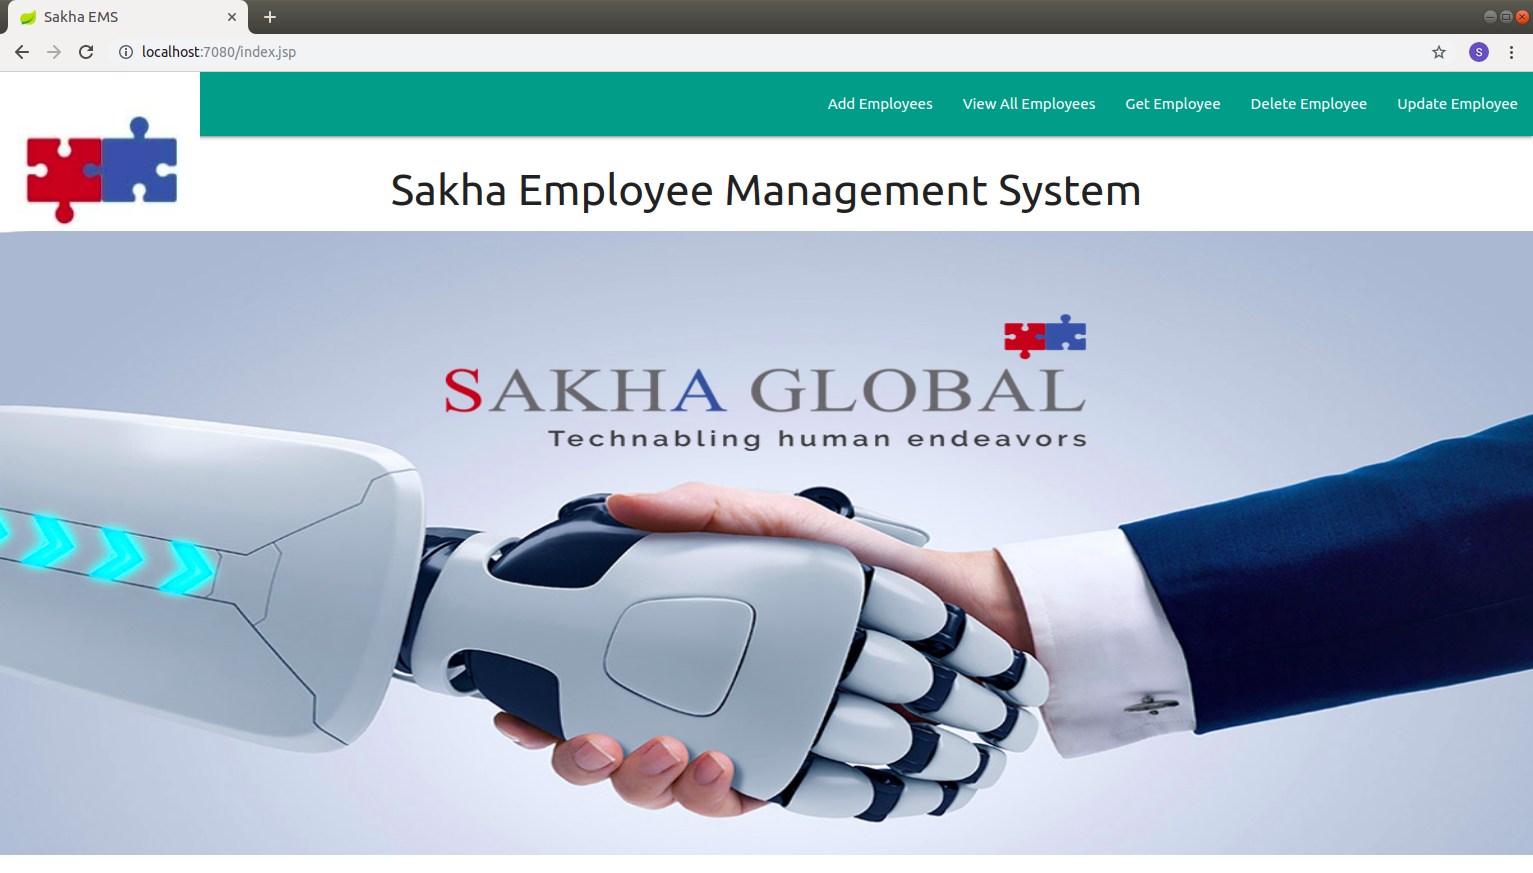 Sakha EMS
localhost:7080/index.jsp
S
Add Employees View All Employees Get Employee Delete Employee Update Employee
Sakha Employee Management System
SAKHA GLOBAL
Technabling human endeavors